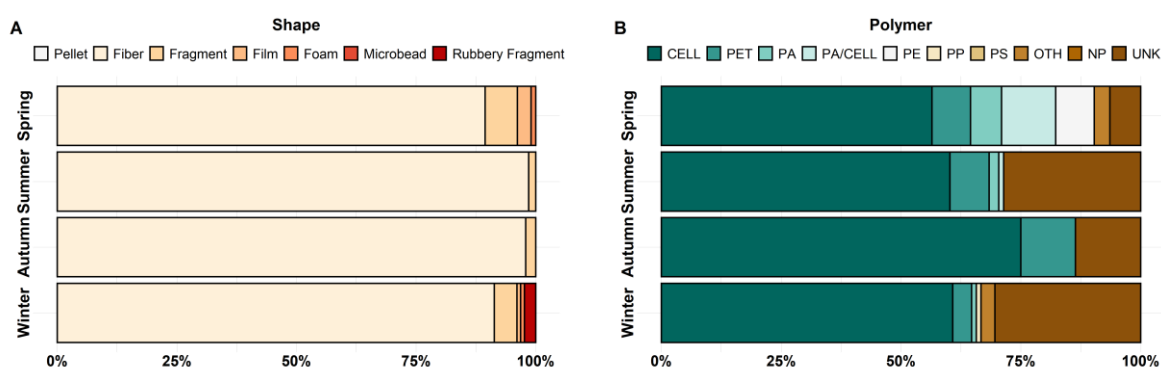 A
Shape
Pellet Fiber Fragment Film Foam Microbead Rubbery Fragment
Spring
Summer
Autumn
Winter
0% 25% 50% 75% 100%
B
Polymer
CELL PET PA PA/CELL PE PP PS OTH NP UNK
Spring
Summer
Autumn
Winter
0% 25% 50% 75% 100%